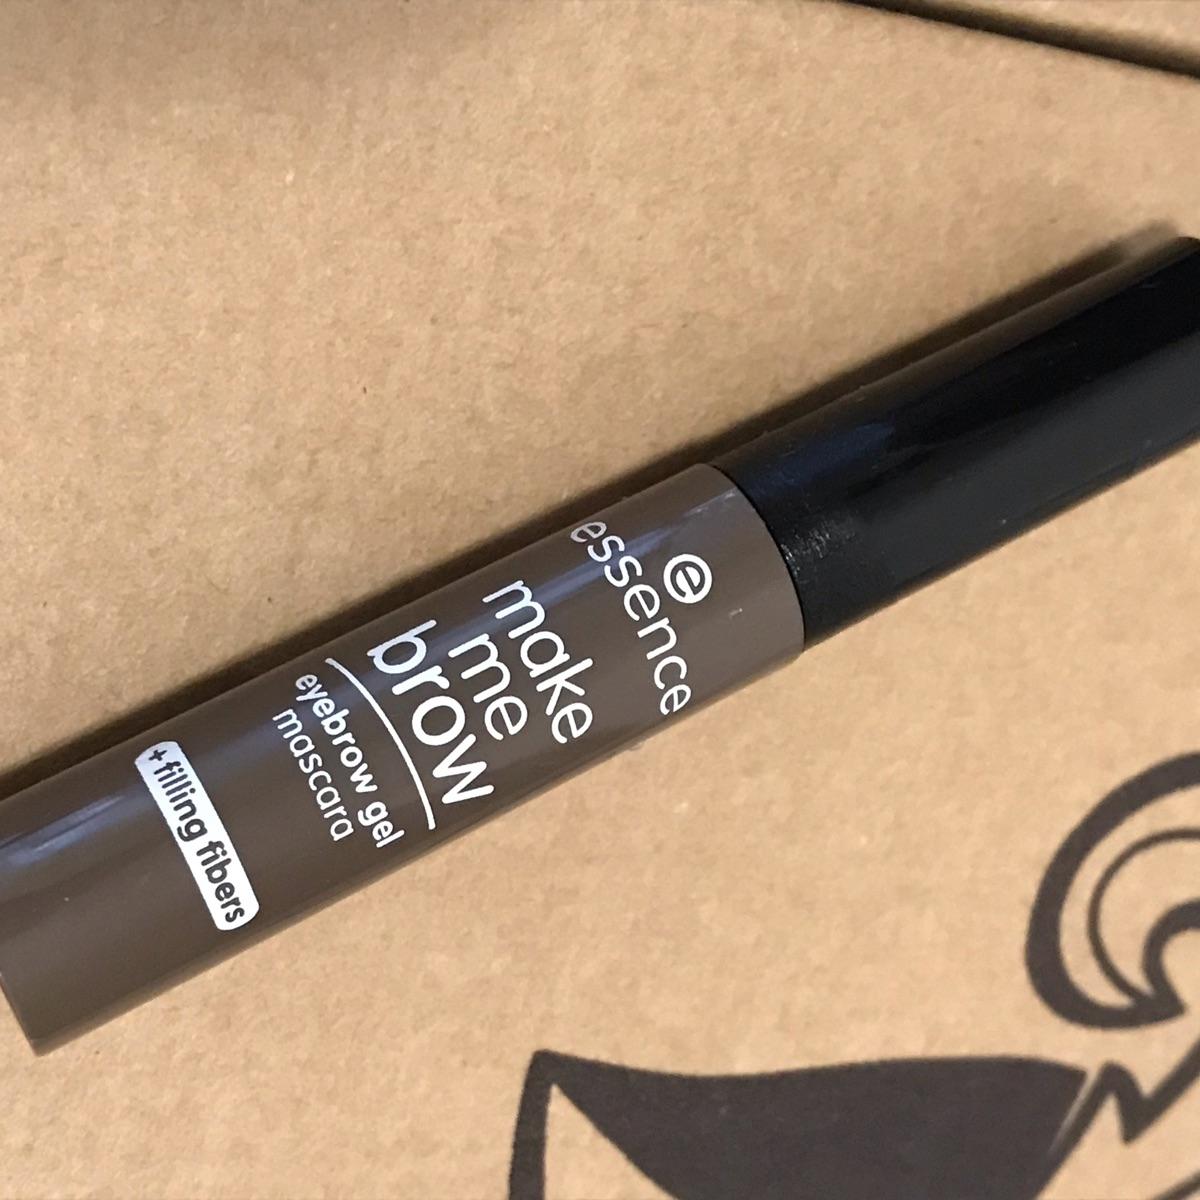 e
essence
make
me
brow
eyebrow gel
mascara
+ filling fibers